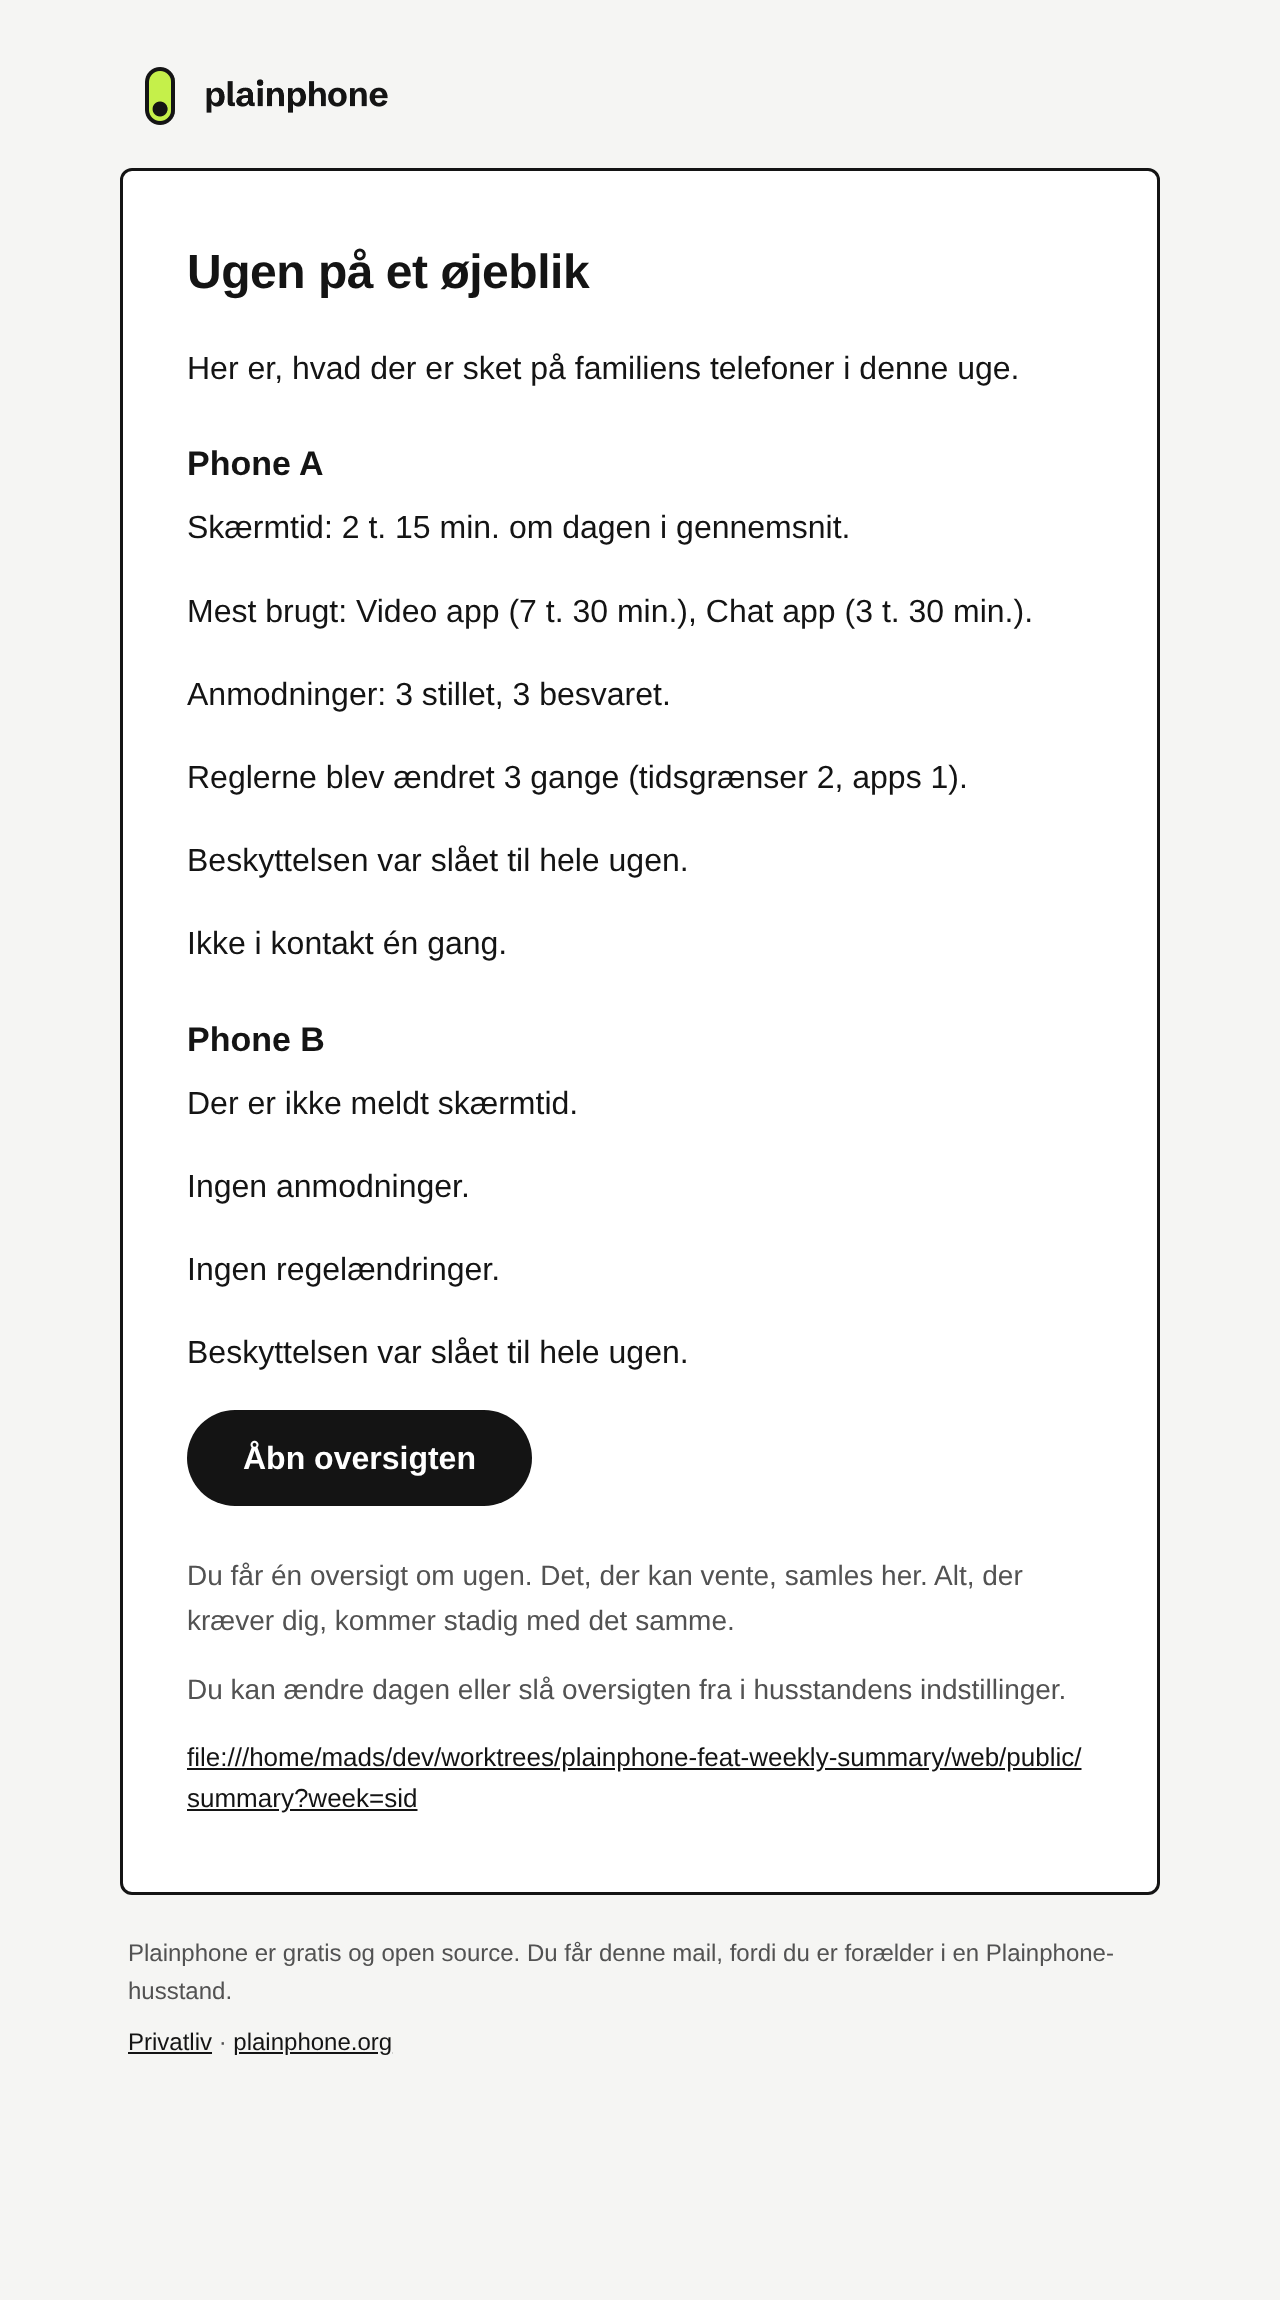 plainphone
Ugen på et øjeblik
Her er, hvad der er sket på familiens telefoner i denne uge.
Phone A
Skærmtid: 2 t. 15 min. om dagen i gennemsnit.
Mest brugt: Video app (7 t. 30 min.), Chat app (3 t. 30 min.).
Anmodninger: 3 stillet, 3 besvaret.
Reglerne blev ændret 3 gange (tidsgrænser 2, apps 1).
Beskyttelsen var slået til hele ugen.
Ikke i kontakt én gang.
Phone B
Der er ikke meldt skærmtid.
Ingen anmodninger.
Ingen regelændringer.
Beskyttelsen var slået til hele ugen.
Åbn oversigten
Du får én oversigt om ugen. Det, der kan vente, samles her. Alt, der
kræver dig, kommer stadig med det samme.
Du kan ændre dagen eller slå oversigten fra i husstandens indstillinger.
file:///home/mads/dev/worktrees/plainphone-feat-weekly-summary/web/public/
summary?week=sid
Plainphone er gratis og open source. Du får denne mail, fordi du er forælder i en Plainphone-
husstand.
Privatliv · plainphone.org